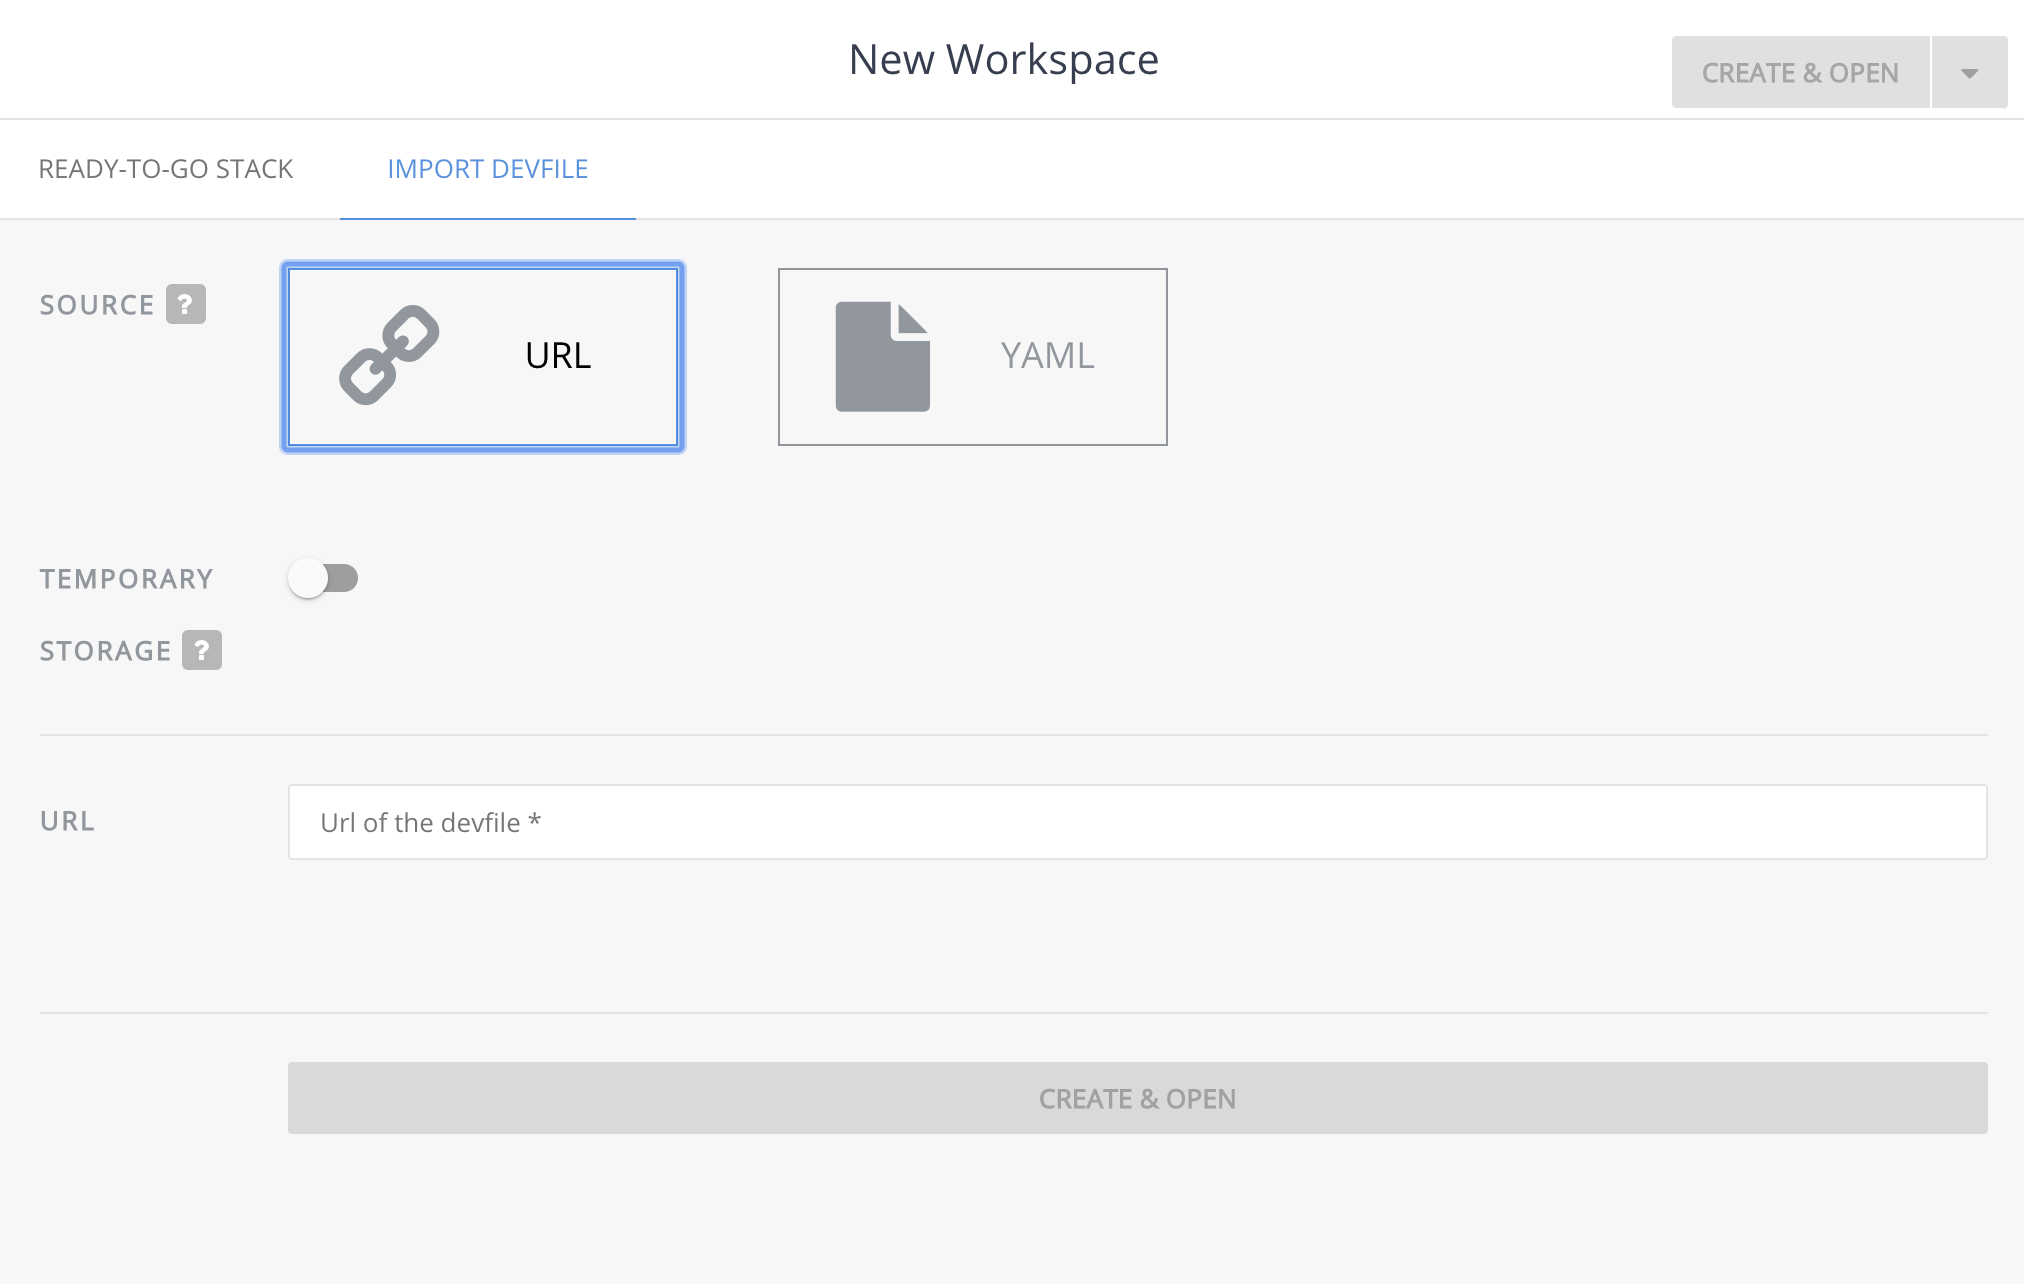 New Workspace
CREATE & OPEN
READY-TO-GO STACK
IMPORT DEVFILE
SOURCE ?
URL
YAML
TEMPORARY
STORAGE ?
URL
Url of the devfile *
CREATE & OPEN